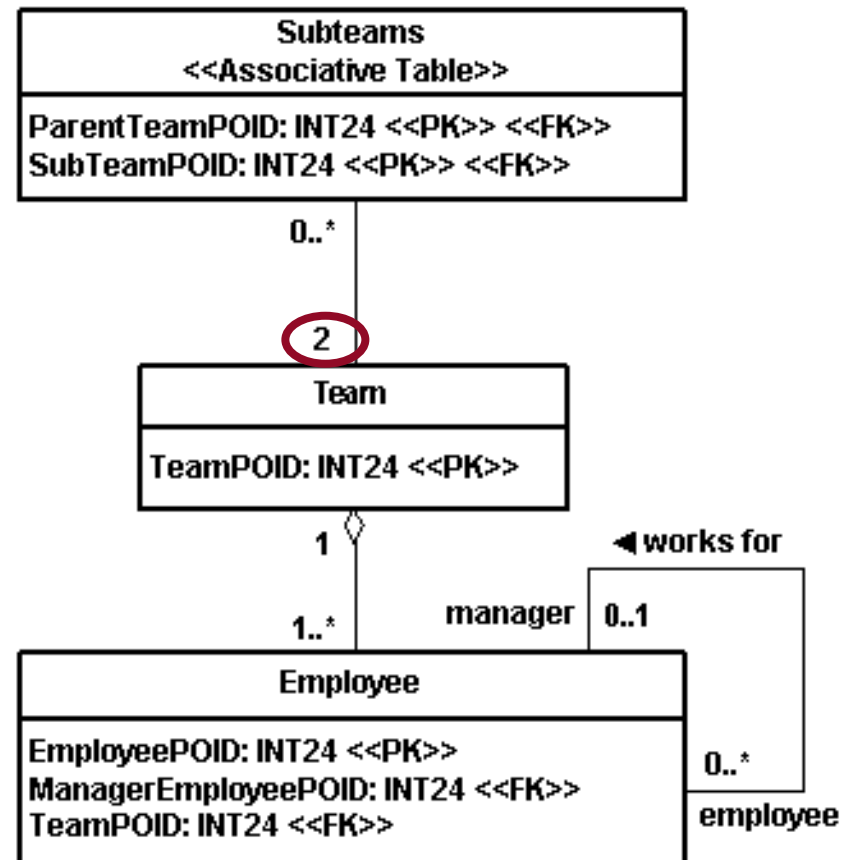 Subteams
<<Associative Table>>
ParentTeamPOID: INT24 <<PK>> <<FK>>
SubTeamPOID: INT24 <<PK>> <<FK>>
0..*
2
Team
TeamPOID: INT24 <<PK>>
1
◄ works for
manager 0..1
1..*
Employee
EmployeePOID: INT24 <<PK>>
ManagerEmployeePOID: INT24 <<FK>>
TeamPOID: INT24 <<FK>>
0..*
employee